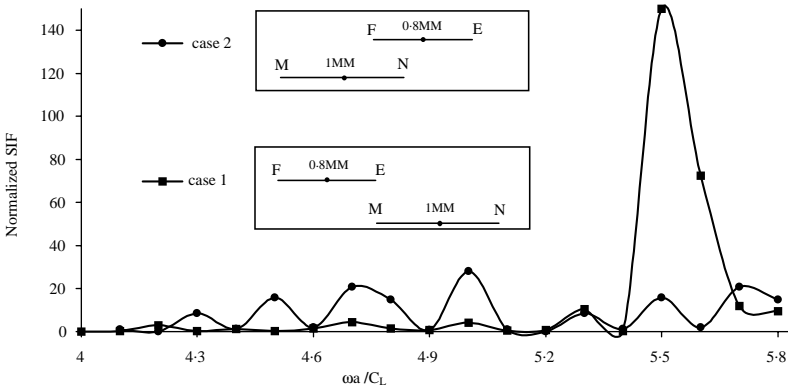 140
120
100
80
60
40
20
0
Normalized SIF
case 2
F 0·8MM E
M 1MM N
case 1
F 0·8MM E
M 1MM N
4 4·3 4·6 4·9 5·2 5·5 5·8
ωa /C_L